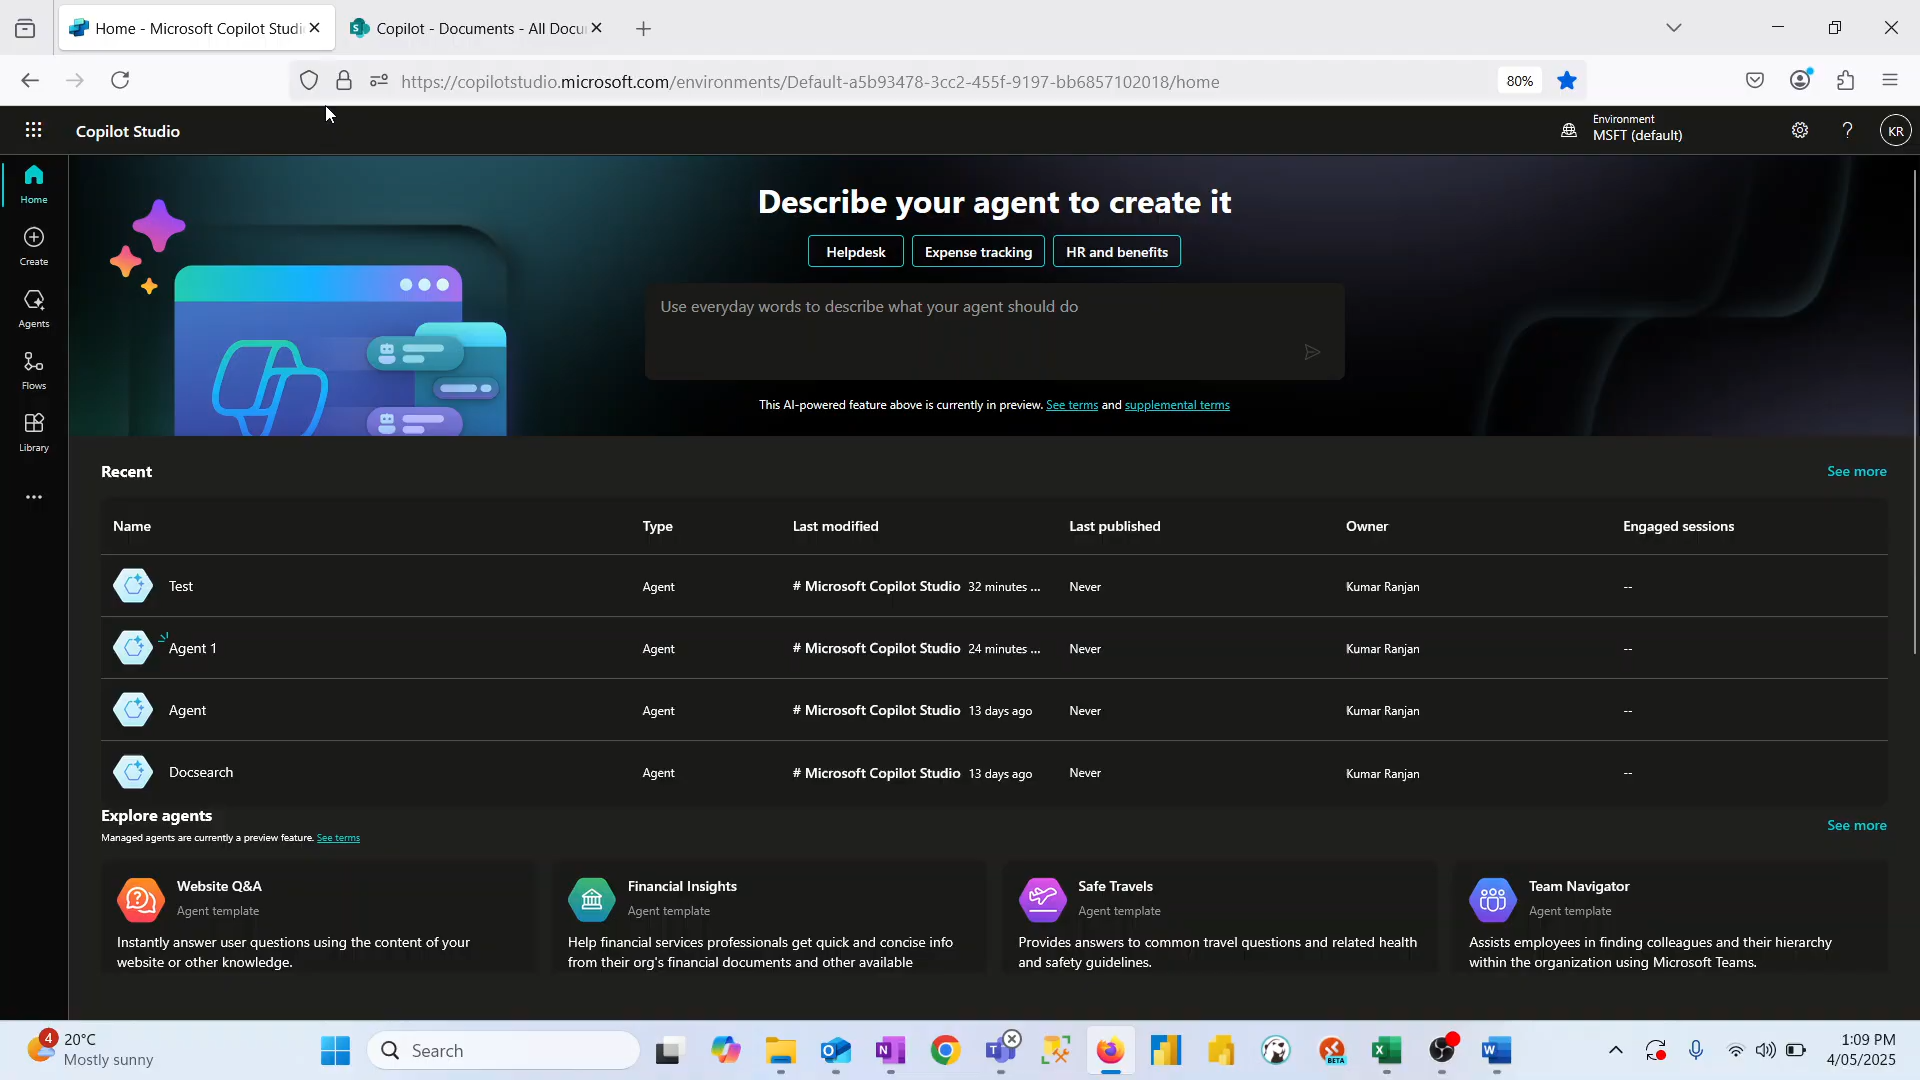 Home - Microsoft Copilot Studi
Copilot - Documents - All Docu
https://copilotstudio.microsoft.com/environments/Default-a5b93478-3cc2-455f-9197-bb6857102018/home
80%
Copilot Studio
Environment
MSFT (default)
KR
Home
Create
Agents
Flows
Library
Describe your agent to create it
Helpdesk
Expense tracking
HR and benefits
Use everyday words to describe what your agent should do
This AI-powered feature above is currently in preview. See terms and supplemental terms
Recent
See more
Name Type Last modified Last published Owner Engaged sessions
Test Agent # Microsoft Copilot Studio 32 minutes ... Never Kumar Ranjan --
Agent 1 Agent # Microsoft Copilot Studio 24 minutes ... Never Kumar Ranjan --
Agent Agent # Microsoft Copilot Studio 13 days ago Never Kumar Ranjan --
Docsearch Agent # Microsoft Copilot Studio 13 days ago Never Kumar Ranjan --
Explore agents
See more
Managed agents are currently a preview feature. See terms
Website Q&A
Agent template
Instantly answer user questions using the content of your
website or other knowledge.
Financial Insights
Agent template
Help financial services professionals get quick and concise info
from their org's financial documents and other available
Safe Travels
Agent template
Provides answers to common travel questions and related health
and safety guidelines.
Team Navigator
Agent template
Assists employees in finding colleagues and their hierarchy
within the organization using Microsoft Teams.
4
20°C
Mostly sunny
Search
BETA
1:09 PM
4/05/2025